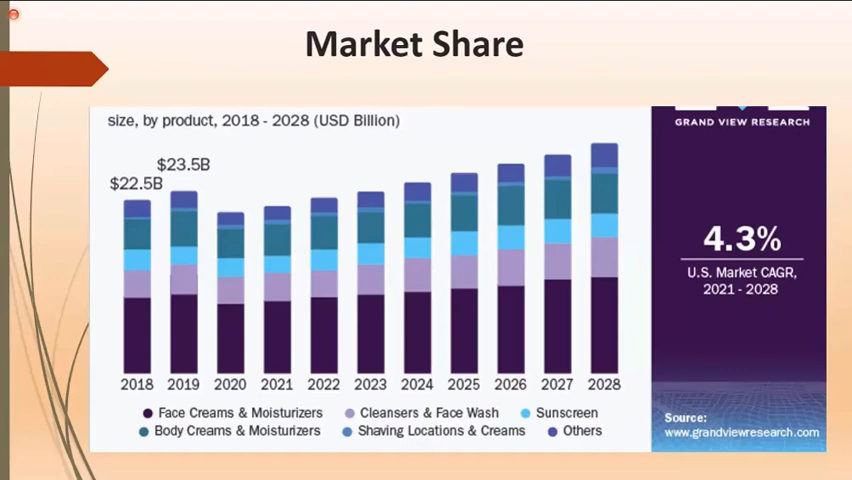 Market Share
size, by product, 2018 - 2028 (USD Billion)
$22.5B
$23.5B
2018 2019 2020 2021 2022 2023 2024 2025 2026 2027 2028
Face Creams & Moisturizers Cleansers & Face Wash Sunscreen
Body Creams & Moisturizers Shaving Locations & Creams Others
GRAND VIEW RESEARCH
4.3%
U.S. Market CAGR,
2021 - 2028
Source:
www.grandviewresearch.com